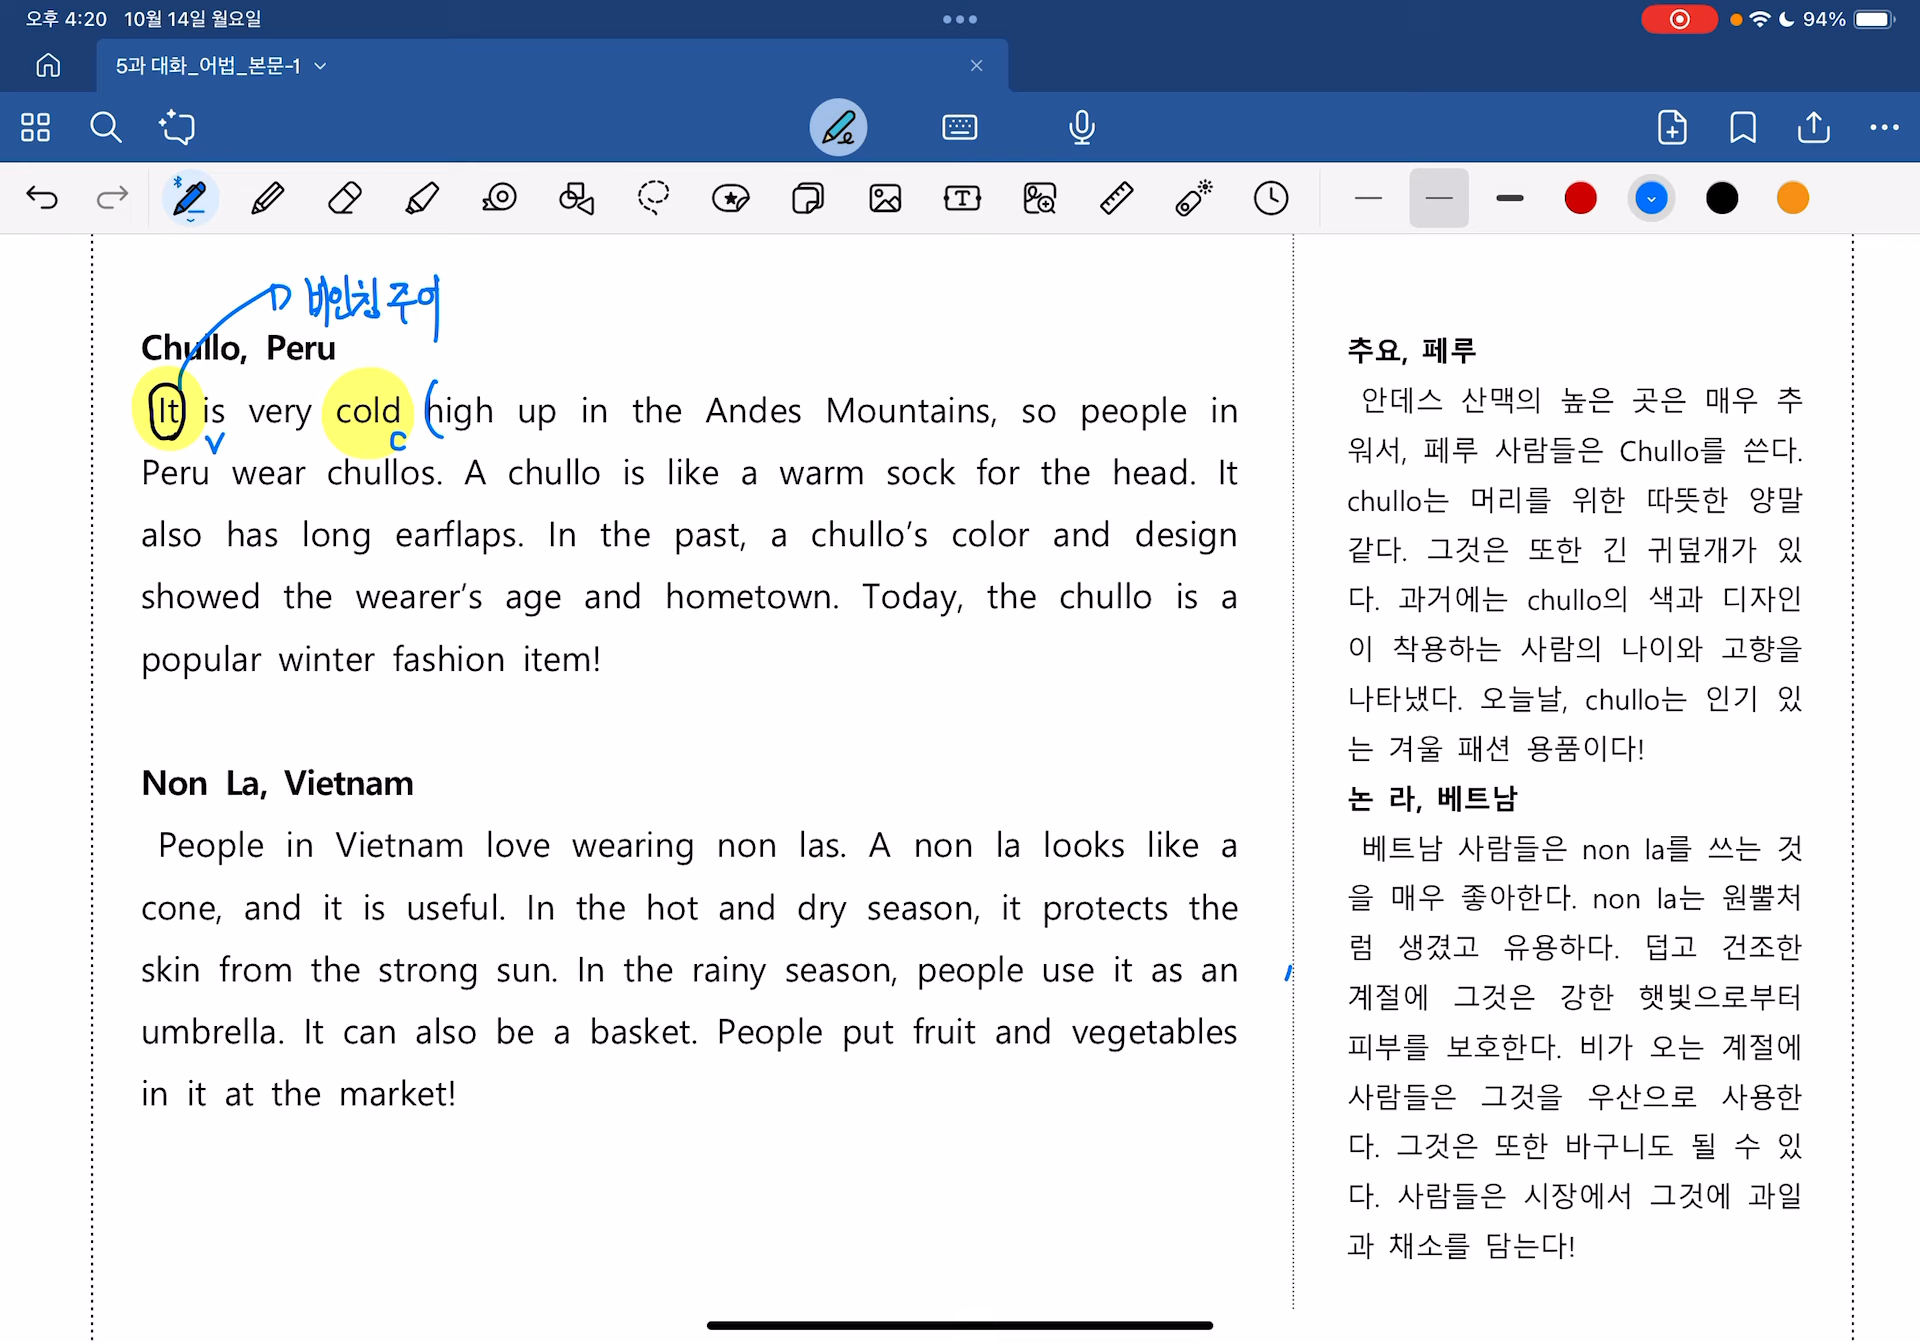 오후 4:20 10월 14일 월요일
94%
5과 대화_어법_본문-1
비인칭주어
Chullo, Peru
It is very cold high up in the Andes Mountains, so people in
V
C
Peru wear chullos. A chullo is like a warm sock for the head. It
also has long earflaps. In the past, a chullo's color and design
showed the wearer's age and hometown. Today, the chullo is a
popular winter fashion item!
Non La, Vietnam
People in Vietnam love wearing non las. A non la looks like a
cone, and it is useful. In the hot and dry season, it protects the
skin from the strong sun. In the rainy season, people use it as an
umbrella. It can also be a basket. People put fruit and vegetables
in it at the market!
추요, 페루
안데스 산맥의 높은 곳은 매우 추
워서, 페루 사람들은 Chullo를 쓴다.
chullo는 머리를 위한 따뜻한 양말
같다. 그것은 또한 긴 귀덮개가 있
다. 과거에는 chullo의 색과 디자인
이 착용하는 사람의 나이와 고향을
나타냈다. 오늘날, chullo는 인기 있
는 겨울 패션 용품이다!
논 라, 베트남
베트남 사람들은 non la를 쓰는 것
을 매우 좋아한다. non la는 원뿔처
럼 생겼고 유용하다. 덥고 건조한
계절에 그것은 강한 햇빛으로부터
피부를 보호한다. 비가 오는 계절에
사람들은 그것을 우산으로 사용한
다. 그것은 또한 바구니도 될 수 있
다. 사람들은 시장에서 그것에 과일
과 채소를 담는다!